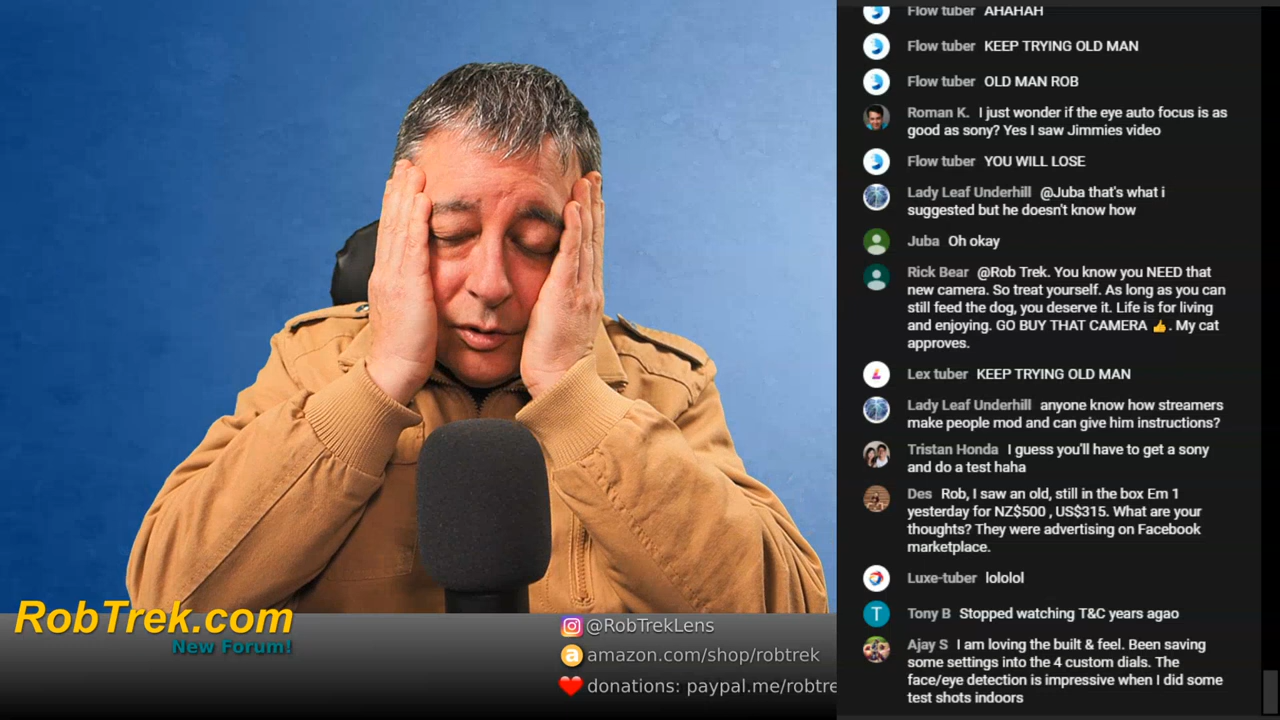 RobTrek.com
New Forum!
@RobTrekLens
a amazon.com/shop/robtrek
donations: paypal.me/robtre
Flow tuber AHAHAH
Flow tuber KEEP TRYING OLD MAN
Flow tuber OLD MAN ROB
Roman K. I just wonder if the eye auto focus is as
good as sony? Yes I saw Jimmies video
Flow tuber YOU WILL LOSE
Lady Leaf Underhill @Juba that's what i
suggested but he doesn't know how
Juba Oh okay
Rick Bear @Rob Trek. You know you NEED that
new camera. So treat yourself. As long as you can
still feed the dog, you deserve it. Life is for living
and enjoying. GO BUY THAT CAMERA 👍. My cat
approves.
Lex tuber KEEP TRYING OLD MAN
Lady Leaf Underhill anyone know how streamers
make people mod and can give him instructions?
Tristan Honda I guess you'll have to get a sony
and do a test haha
Des Rob, I saw an old, still in the box Em 1
yesterday for NZ$500 , US$315. What are your
thoughts? They were advertising on Facebook
marketplace.
Luxe-tuber lololol
T Tony B Stopped watching T&C years agao
Ajay S I am loving the built & feel. Been saving
some settings into the 4 custom dials. The
face/eye detection is impressive when I did some
test shots indoors